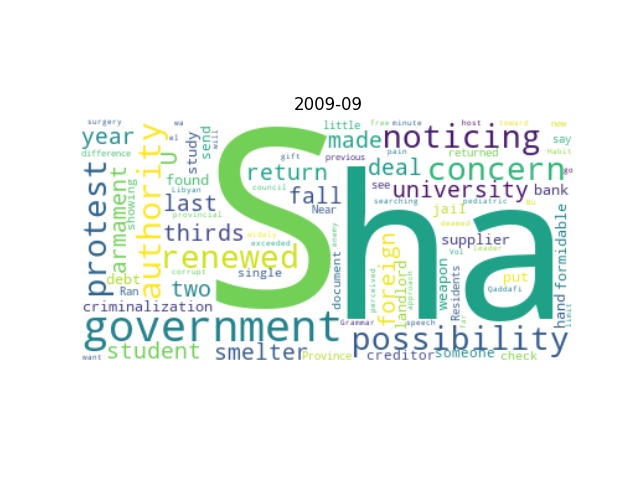 2009-09
surgery
year
difference
protest
armament
showing
authority
U
wa
el
study
send
will
little
made
free
minute
noticing
host
toward
new
say
previous
pain
returned
Mabit
found
Libyan
gift
return
council
deal
concern
go
Sha
last
provincial
fall
see
university
bank
Near
searching
pediatric
Bu
thirds
widely
exceeded
renewed
corrupt
single
document
enemy
perceived
foreign
landlord
approach
jail
deemed
supplier
Vol
leader
weapon
Residents
far
put
Qaddafi
hand
formidable
limit
debt
Ran
two
criminalization
government
Grammar
speech
possibility
want
student
smelter
Province
creditor
someone
check